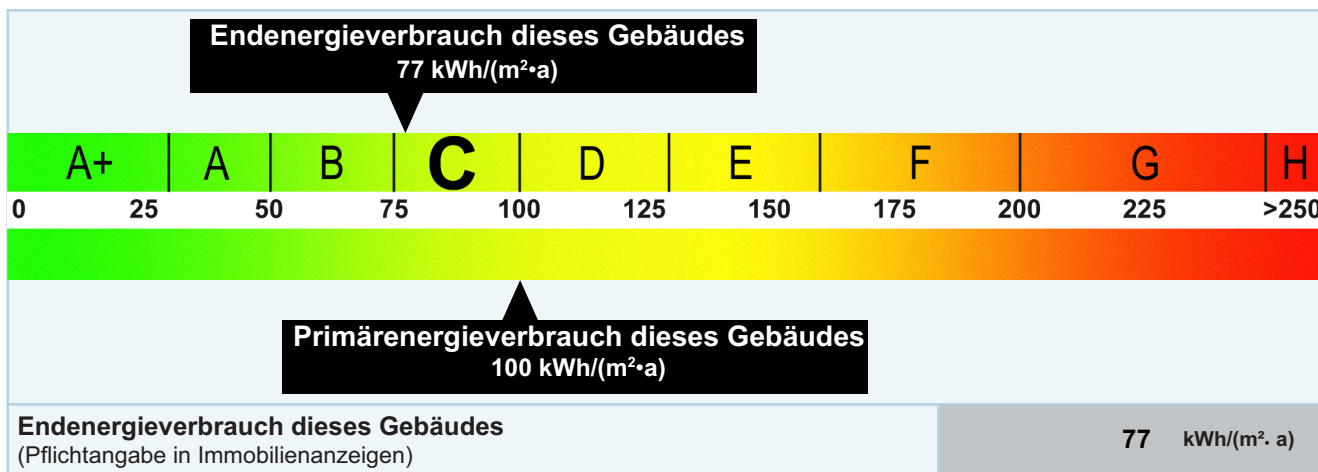 Endenergieverbrauch dieses Gebäudes
77 kWh/(m²•a)
A+ A B C D E F G H
0 25 50 75 100 125 150 175 200 225 >250
Primärenergieverbrauch dieses Gebäudes
100 kWh/(m²•a)
Endenergieverbrauch dieses Gebäudes
(Pflichtangabe in Immobilienanzeigen)
77 kWh/(m². a)